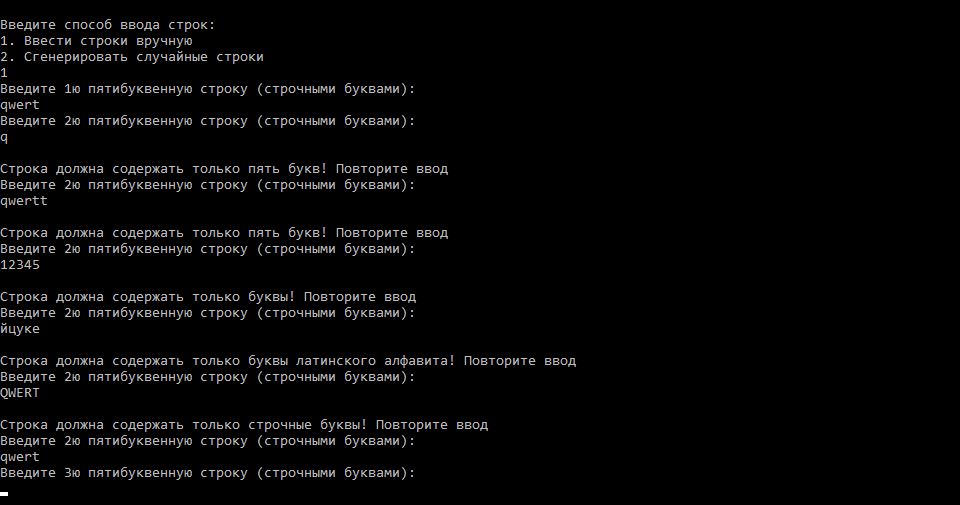 Введите способ ввода строк:
1. Ввести строки вручную
2. Сгенерировать случайные строки
1
Введите 1ю пятибуквенную строку (строчными буквами):
qwert
Введите 2ю пятибуквенную строку (строчными буквами):
q
Строка должна содержать только пять букв! Повторите ввод
Введите 2ю пятибуквенную строку (строчными буквами):
qwertt
Строка должна содержать только пять букв! Повторите ввод
Введите 2ю пятибуквенную строку (строчными буквами):
12345
Строка должна содержать только буквы! Повторите ввод
Введите 2ю пятибуквенную строку (строчными буквами):
йцуке
Строка должна содержать только буквы латинского алфавита! Повторите ввод
Введите 2ю пятибуквенную строку (строчными буквами):
QWERT
Строка должна содержать только строчные буквы! Повторите ввод
Введите 2ю пятибуквенную строку (строчными буквами):
qwert
Введите 3ю пятибуквенную строку (строчными буквами):